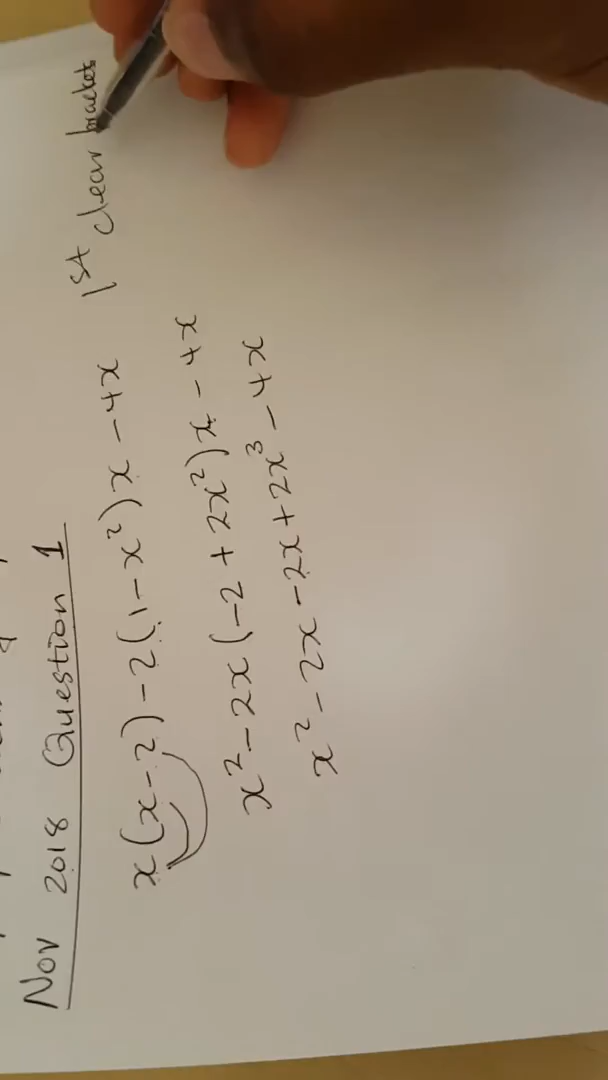 Nov 2018 Question 1
x(x-2)-2(1-x²)x-4x 1st clear brackets
x²-2x(-2+2x²)x-4x
x²-2x-2x+2x³-4x